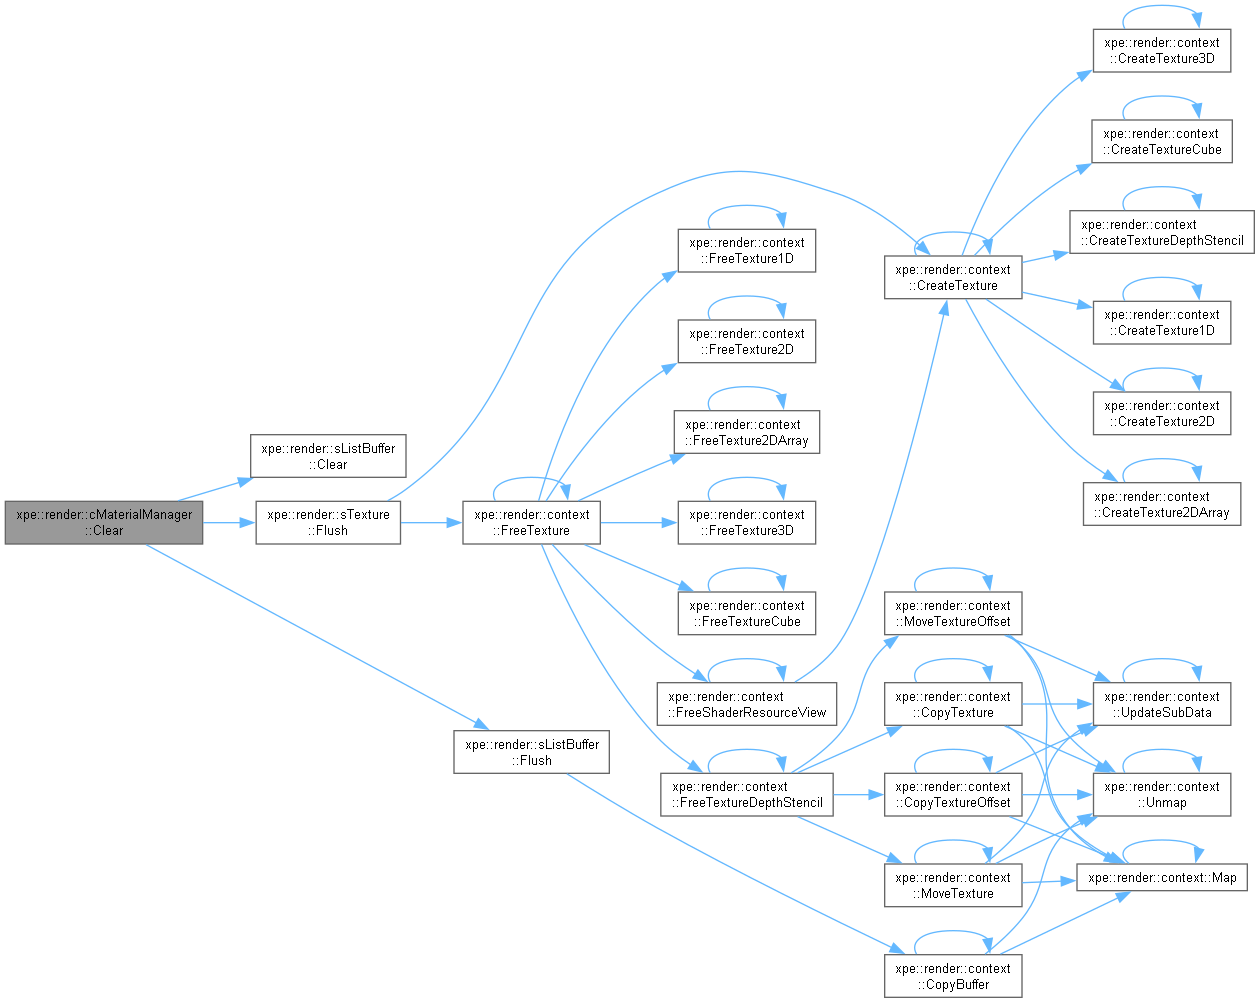 xpe::render::cMaterialManager
::Clear
xpe::render::sListBuffer
::Clear
xpe::render::sTexture
::Flush
xpe::render::sListBuffer
::Flush
xpe::render::context
::FreeTexture
xpe::render::context
::FreeTexture1D
xpe::render::context
::FreeTexture2D
xpe::render::context
::FreeTexture2DArray
xpe::render::context
::FreeTexture3D
xpe::render::context
::FreeTextureCube
xpe::render::context
::FreeShaderResourceView
xpe::render::context
::FreeTextureDepthStencil
xpe::render::context
::CreateTexture
xpe::render::context
::MoveTextureOffset
xpe::render::context
::CopyTexture
xpe::render::context
::CopyTextureOffset
xpe::render::context
::MoveTexture
xpe::render::context
::CopyBuffer
xpe::render::context
::CreateTexture3D
xpe::render::context
::CreateTextureCube
xpe::render::context
::CreateTextureDepthStencil
xpe::render::context
::CreateTexture1D
xpe::render::context
::CreateTexture2D
xpe::render::context
::CreateTexture2DArray
xpe::render::context
::UpdateSubData
xpe::render::context
::Unmap
xpe::render::context::Map